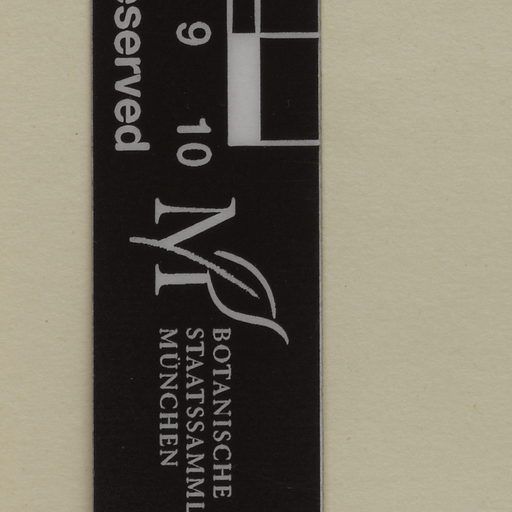 eserved
9 10
BOTANISCHE
STAATSSAMML
MÜNCHEN